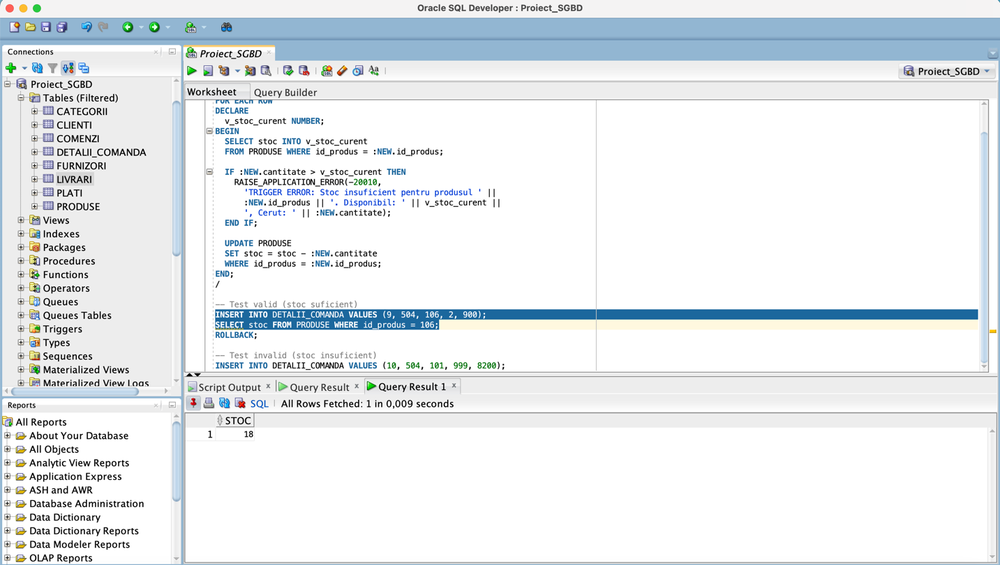 Oracle SQL Developer : Proiect_SGBD
Connections
Proiect_SGBD
Tables (Filtered)
CATEGORII
CLIENTI
COMENZI
DETALII_COMANDA
FURNIZORI
LIVRARI
PLATI
PRODUSE
Views
Indexes
Packages
Procedures
Functions
Operators
Queues
Queues Tables
Triggers
Types
Sequences
Materialized Views
Materialized View Logs
Reports
All Reports
About Your Database
All Objects
Analytic View Reports
Application Express
ASH and AWR
Database Administration
Data Dictionary
Data Dictionary Reports
Data Modeler Reports
OLAP Reports
Proiect_SGBD
Proiect_SGBD
Worksheet Query Builder
FOR EACH ROW
DECLARE
v_stoc_curent NUMBER;
BEGIN
SELECT stoc INTO v_stoc_curent
FROM PRODUSE WHERE id_produs = :NEW.id_produs;
IF :NEW.cantitate > v_stoc_curent THEN
RAISE_APPLICATION_ERROR(-20010,
'TRIGGER ERROR: Stoc insuficient pentru produsul ' ||
:NEW.id_produs || '. Disponibil: ' || v_stoc_curent ||
', Cerut: ' || :NEW.cantitate);
END IF;
UPDATE PRODUSE
SET stoc = stoc - :NEW.cantitate
WHERE id_produs = :NEW.id_produs;
END;
/
-- Test valid (stoc suficient)
INSERT INTO DETALII_COMANDA VALUES (9, 504, 106, 2, 900);
SELECT stoc FROM PRODUSE WHERE id_produs = 106;
ROLLBACK;
-- Test invalid (stoc insuficient)
INSERT INTO DETALII_COMANDA VALUES (10, 504, 101, 999, 8200);
Script Output Query Result Query Result 1
SQL All Rows Fetched: 1 in 0,009 seconds
STOC
1 18